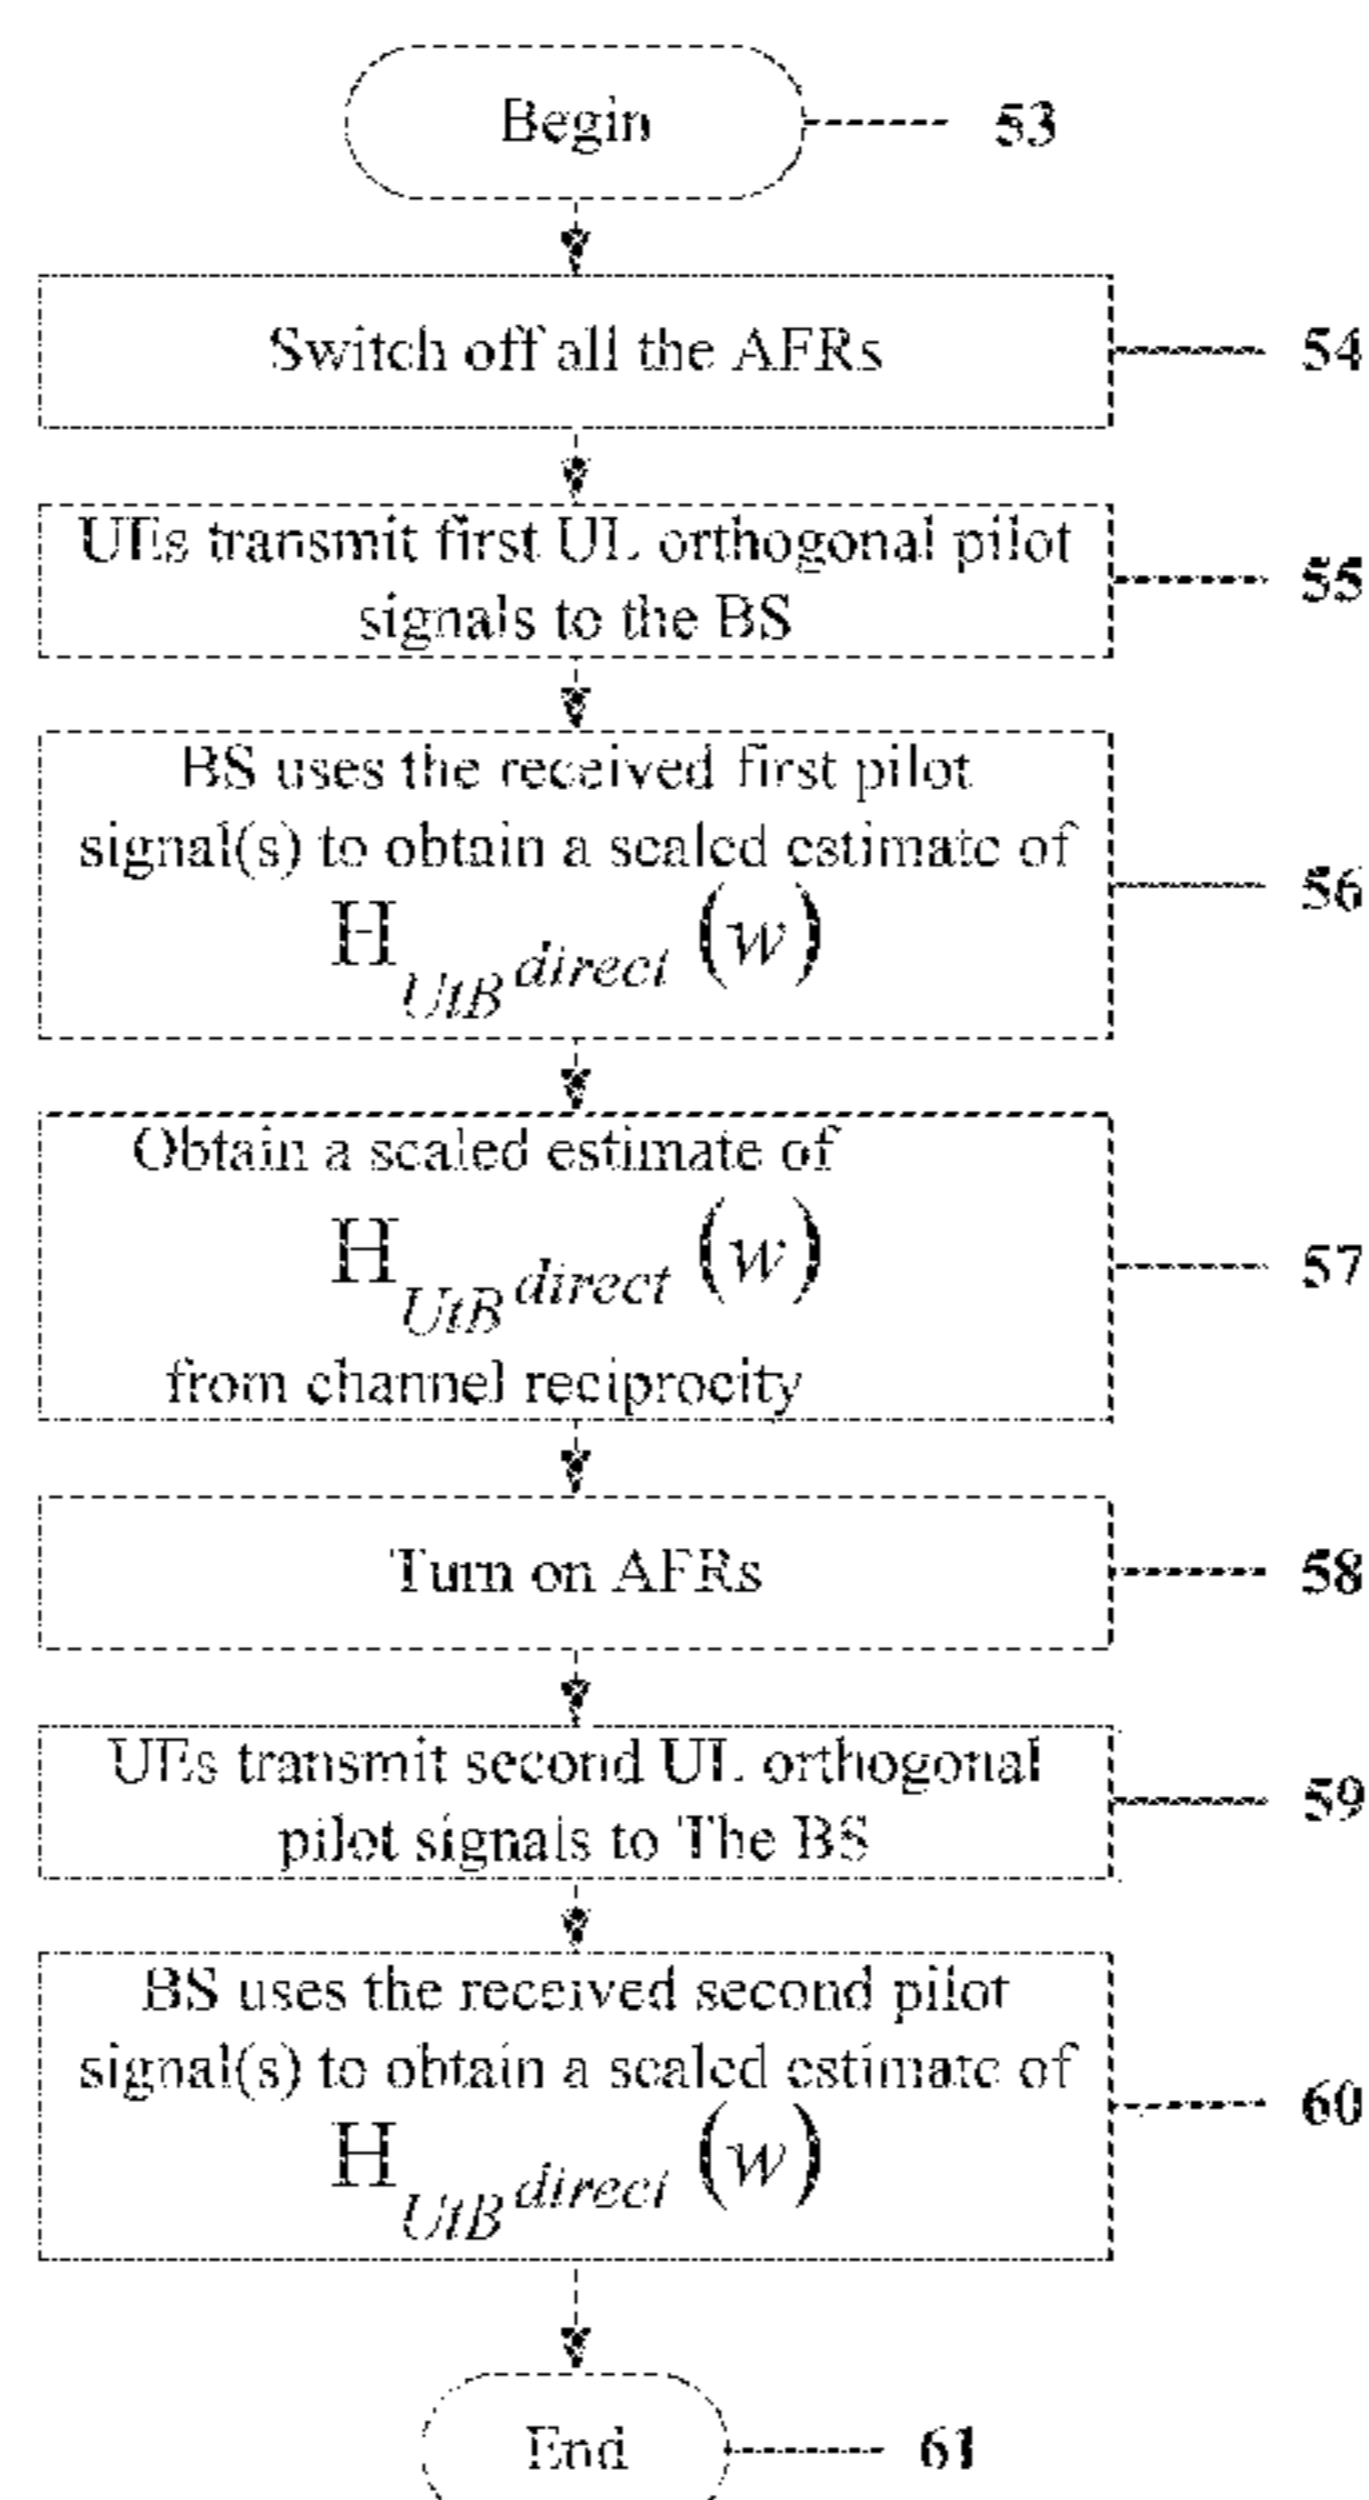 Begin
53
Switch off all the AFRs
54
UEs transmit first UL orthogonal pilot
signals to the BS
55
BS uses the received first pilot
signal(s) to obtain a scaled estimate of
H UtB direct (w)
56
Obtain a scaled estimate of
H UtB direct (w)
from channel reciprocity
57
Turn on AFRs
58
UEs transmit second UL orthogonal
pilot signals to The BS
59
BS uses the received second pilot
signal(s) to obtain a scaled estimate of
H UtB direct (w)
60
End
61